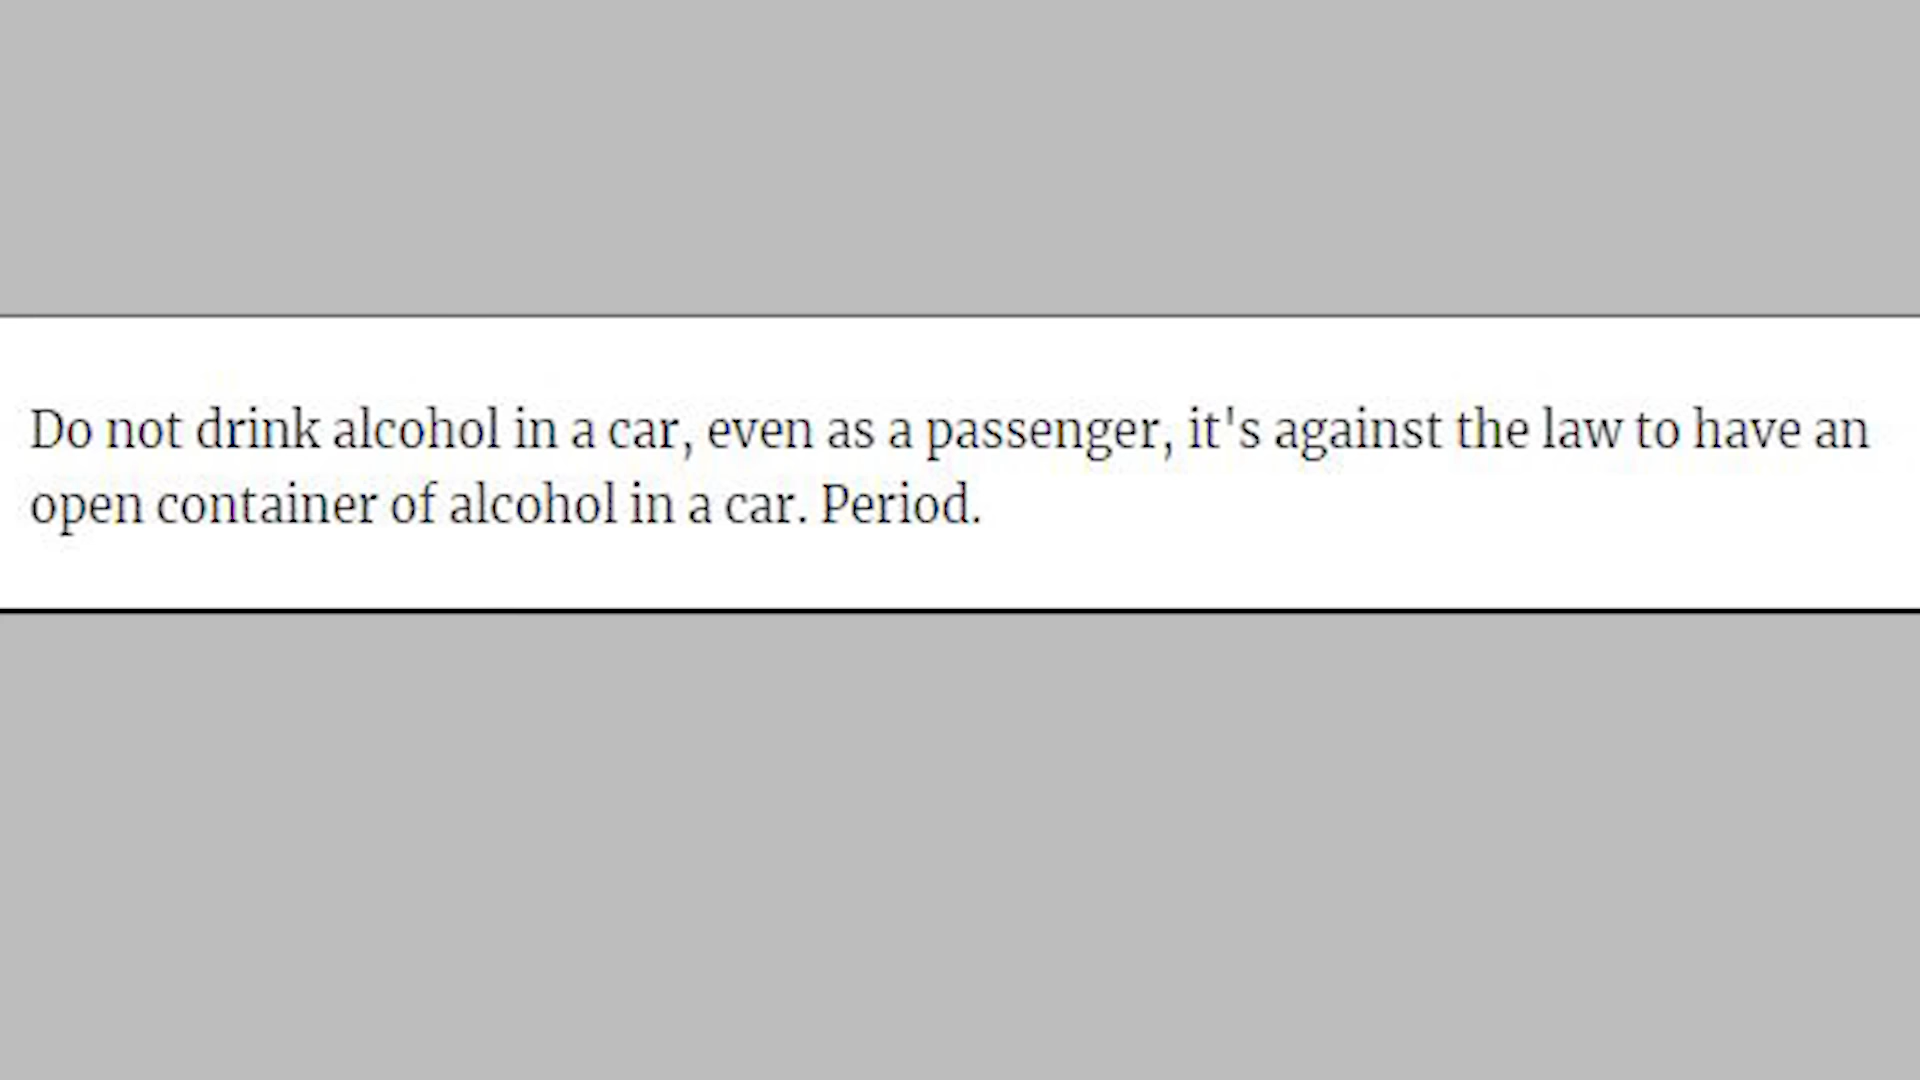 Do not drink alcohol in a car, even as a passenger, it's against the law to have an
open container of alcohol in a car. Period.